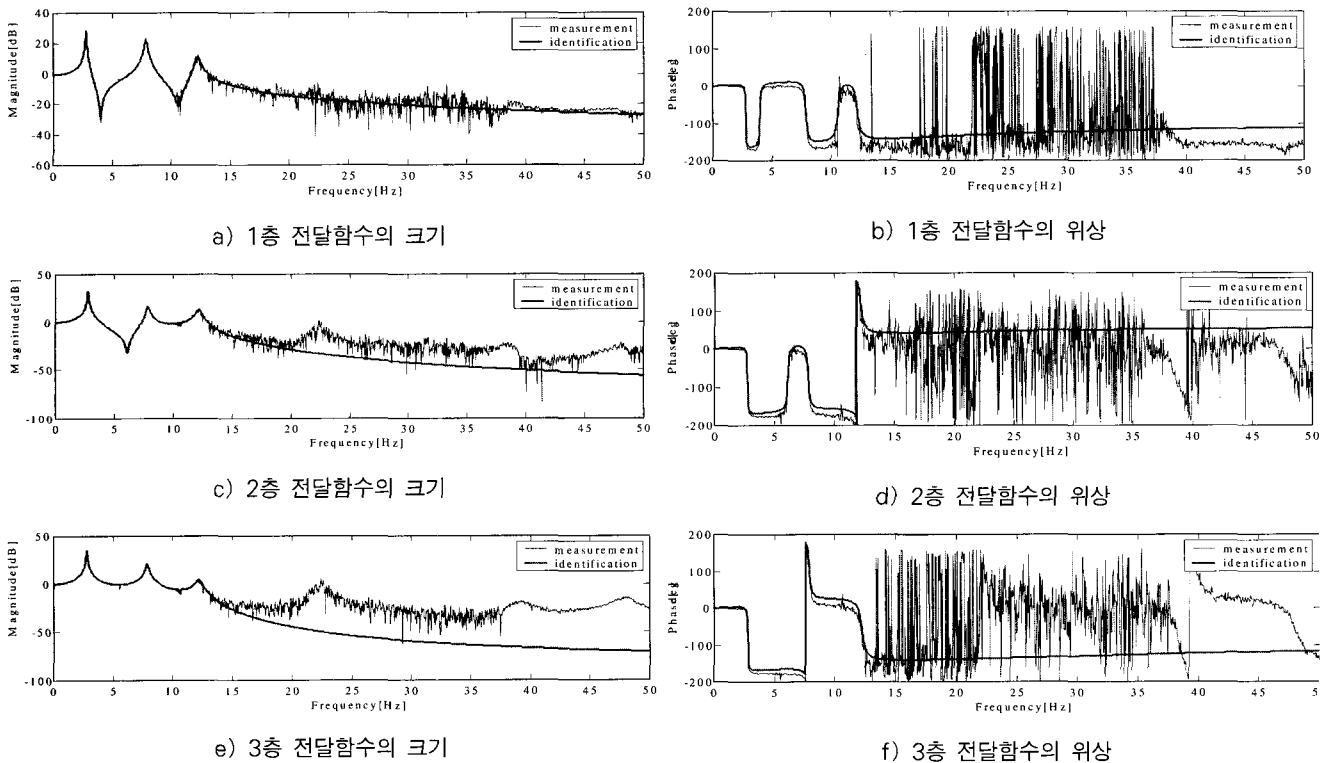 40
20
0
-20
-40
-60
Magnitude[dB]
0 5 10 15 20 25 30 35 40 45 50
Frequency[Hz]
measurement
identification
a) 1층 전달함수의 크기
200
100
0
-100
-200
0 5 10 15 20 25 30 35 40 45 50
Frequency[Hz]
measurement
identification
b) 1층 전달함수의 위상
50
0
-50
-100
Magnitude[dB]
0 5 10 15 20 25 30 35 40 45 50
Frequency[Hz]
measurement
identification
c) 2층 전달함수의 크기
200
100
0
-100
-200
0 5 10 15 20 25 30 35 40 45 50
Frequency[Hz]
measurement
identification
d) 2층 전달함수의 위상
50
0
-50
-100
Magnitude[dB]
0 5 10 15 20 25 30 35 40 45 50
Frequency[Hz]
measurement
identification
e) 3층 전달함수의 크기
200
100
0
-100
-200
0 10 20 30 40 50
Frequency[Hz]
measurement
identification
f) 3층 전달함수의 위상